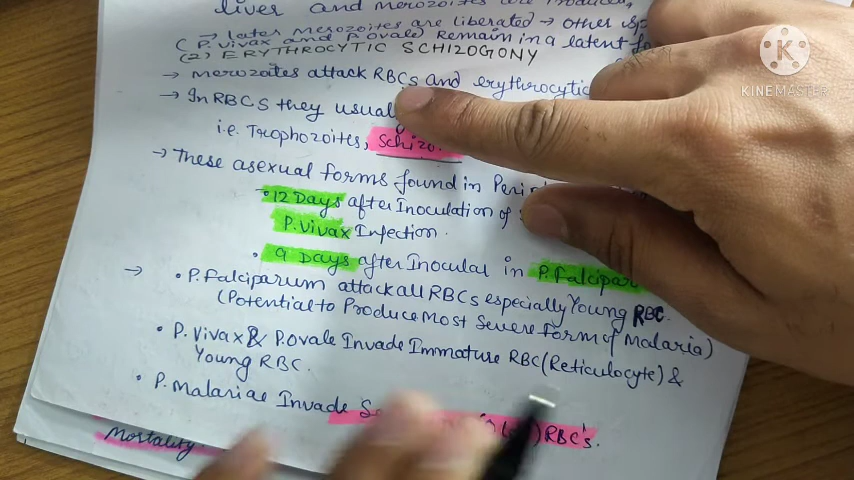 liver and merozoites are Produced,
→ later merozoites are liberated → other
( P. vivax and P. ovale Remain in a latent
(2) ERYTHROCYTIC SCHIZOGONY
→ Merozoites attack RBCs and erythrocytic
→ In RBCS they usual
i.e. Trophozoites, Schizo
→ These asexual forms found in
• 12 Days after Inoculation of
P. vivax Infection.
• 9 Days after Inoculal in P. falcipar
→ • P. falciparum attack all RBCs especially Young RBC.
(Potential to Produce Most Severe form of Malaria)
• P. Vivax & P.ovale Invade Immature RBC (Reticulocyte) &
Young RBC.
• P. Malariae Invade RBC's.
Mortality.
K
KINEMASTER